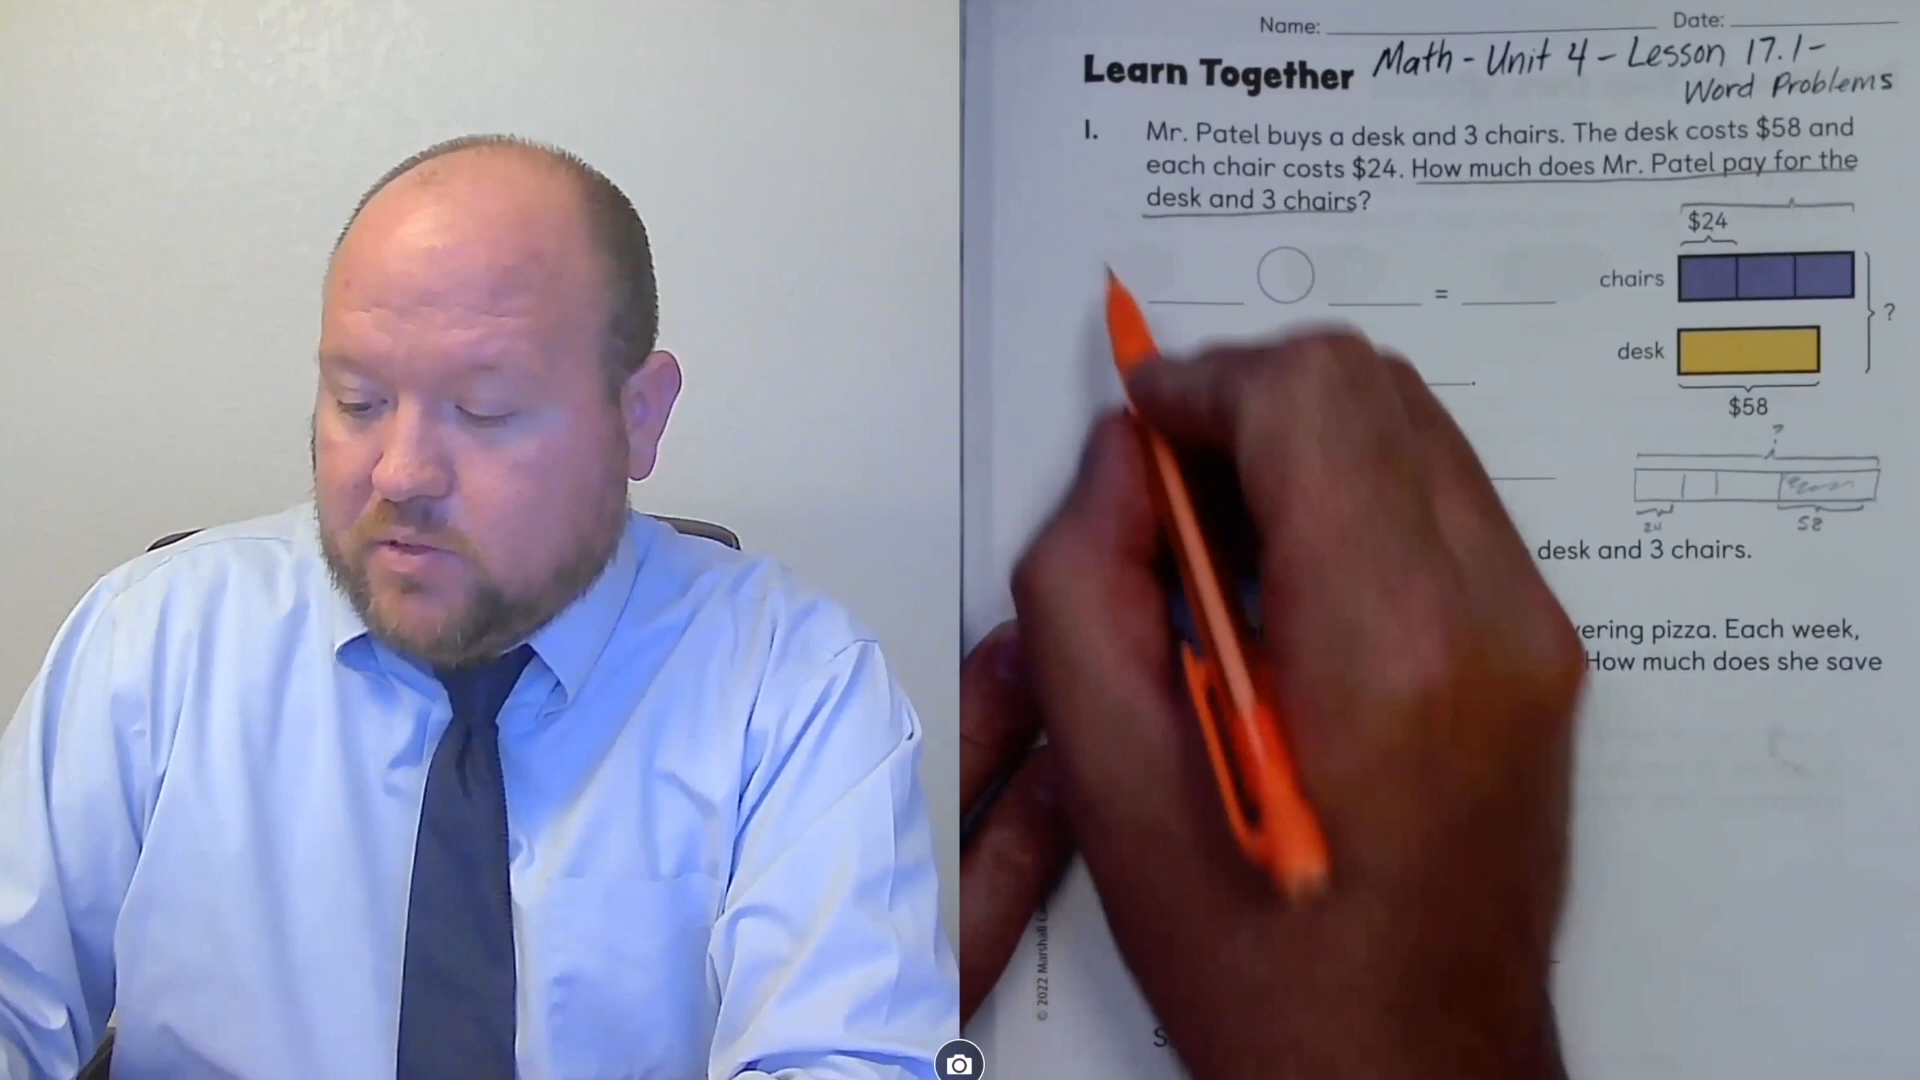 Name: Date:
Learn Together Math - Unit 4 - Lesson 17.1 -
Word Problems
1. Mr. Patel buys a desk and 3 chairs. The desk costs $58 and
each chair costs $24. How much does Mr. Patel pay for the
desk and 3 chairs?
$24
chairs
=
?
desk
$58
?
24 58
desk and 3 chairs.
ering pizza. Each week,
How much does she save
© 2022 Marshall
S